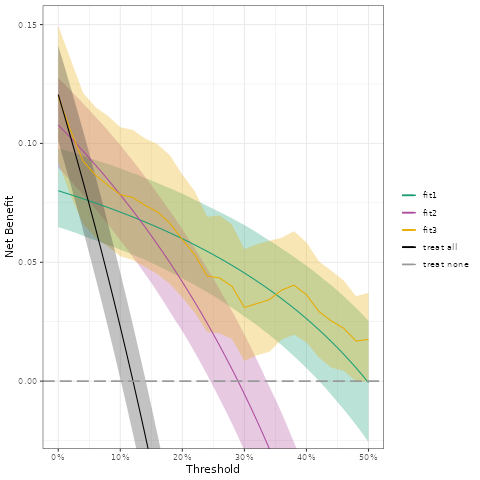 0.15
0.10
0.05
0.00
Net Benefit
0%
10%
20%
30%
40%
50%
Threshold
fit1
fit2
fit3
treat all
treat none